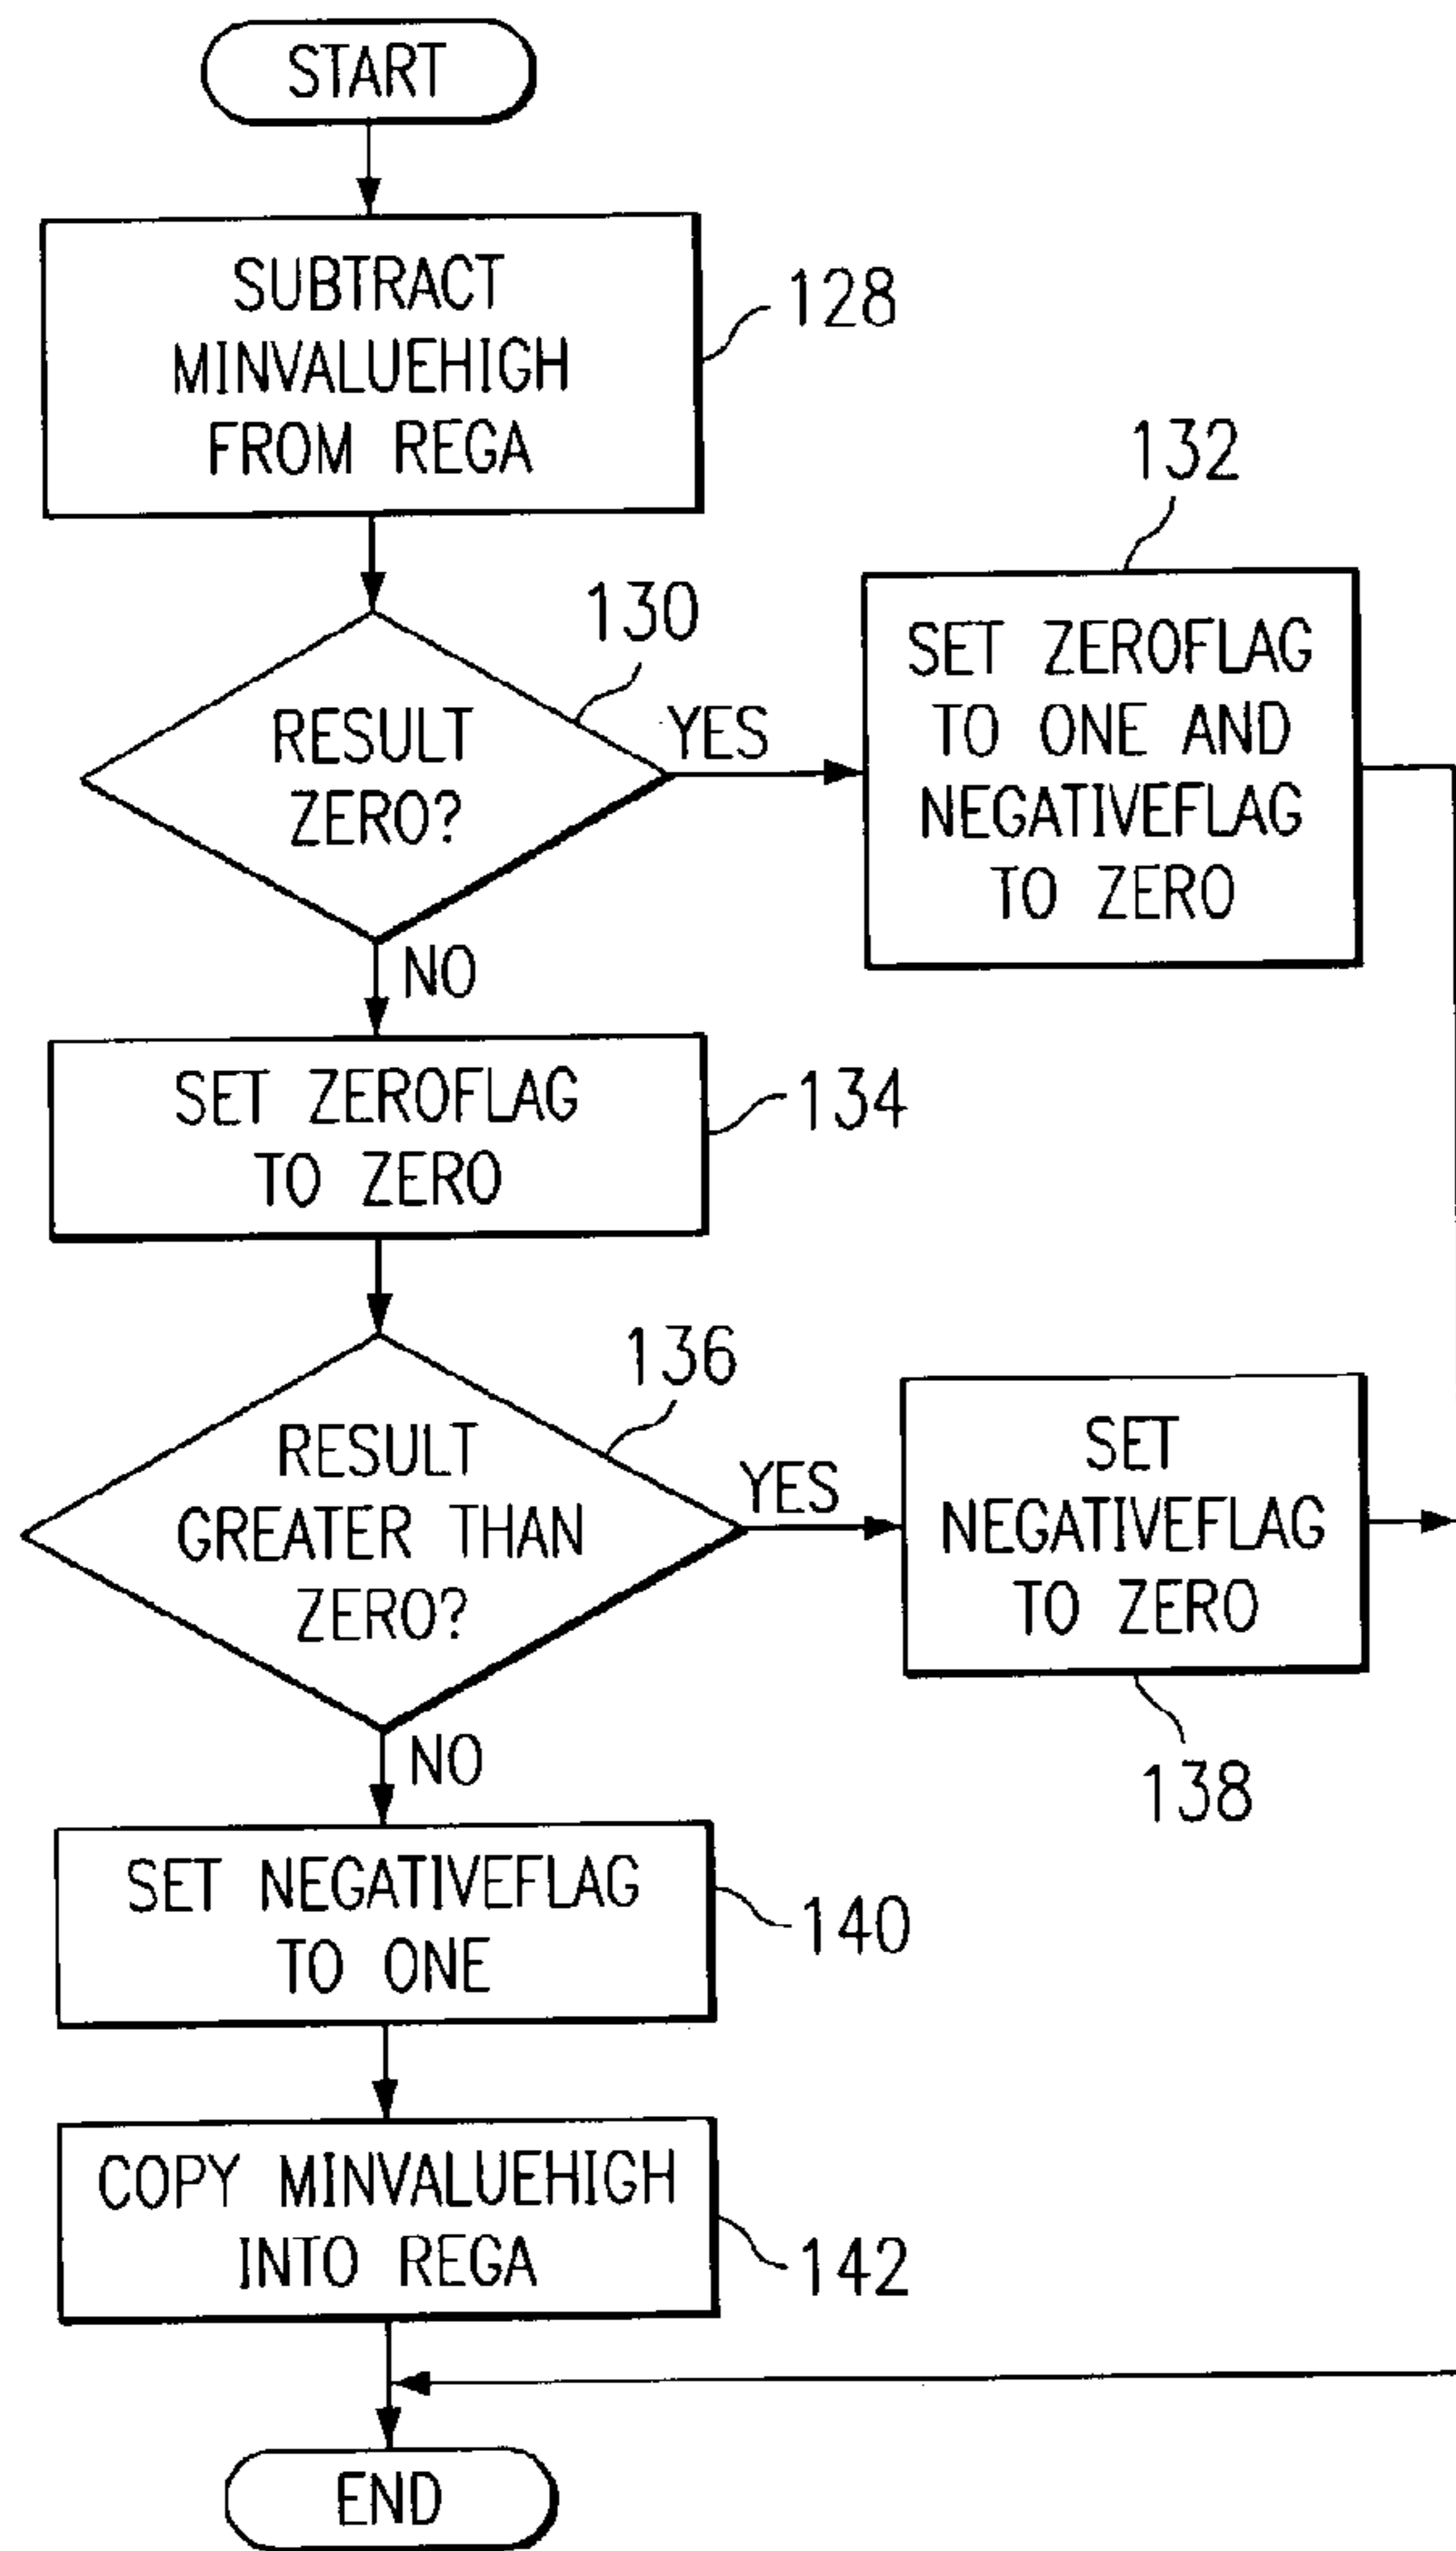 START
SUBTRACT
MINVALUEHIGH
FROM REGA
128
130
RESULT
ZERO?
YES
132
SET ZEROFLAG
TO ONE AND
NEGATIVEFLAG
TO ZERO
NO
SET ZEROFLAG
TO ZERO
134
136
RESULT
GREATER THAN
ZERO?
YES
SET
NEGATIVEFLAG
TO ZERO
138
NO
SET NEGATIVEFLAG
TO ONE
140
COPY MINVALUEHIGH
INTO REGA
142
END